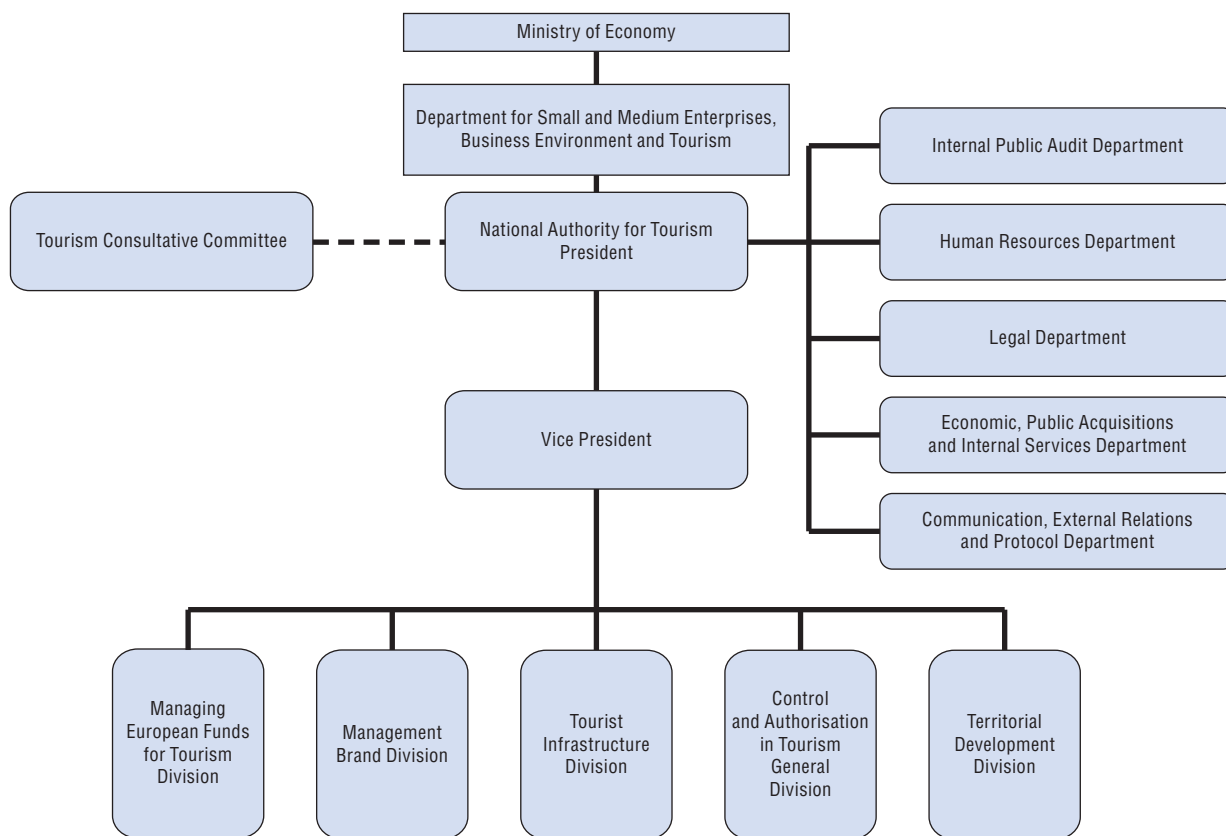 Ministry of Economy
Department for Small and Medium Enterprises,
Business Environment and Tourism
Internal Public Audit Department
Tourism Consultative Committee
National Authority for Tourism
President
Human Resources Department
Legal Department
Vice President
Economic, Public Acquisitions
and Internal Services Department
Communication, External Relations
and Protocol Department
Managing
European Funds
for Tourism
Division
Management
Brand Division
Tourist
Infrastructure
Division
Control
and Authorisation
in Tourism
General
Division
Territorial
Development
Division